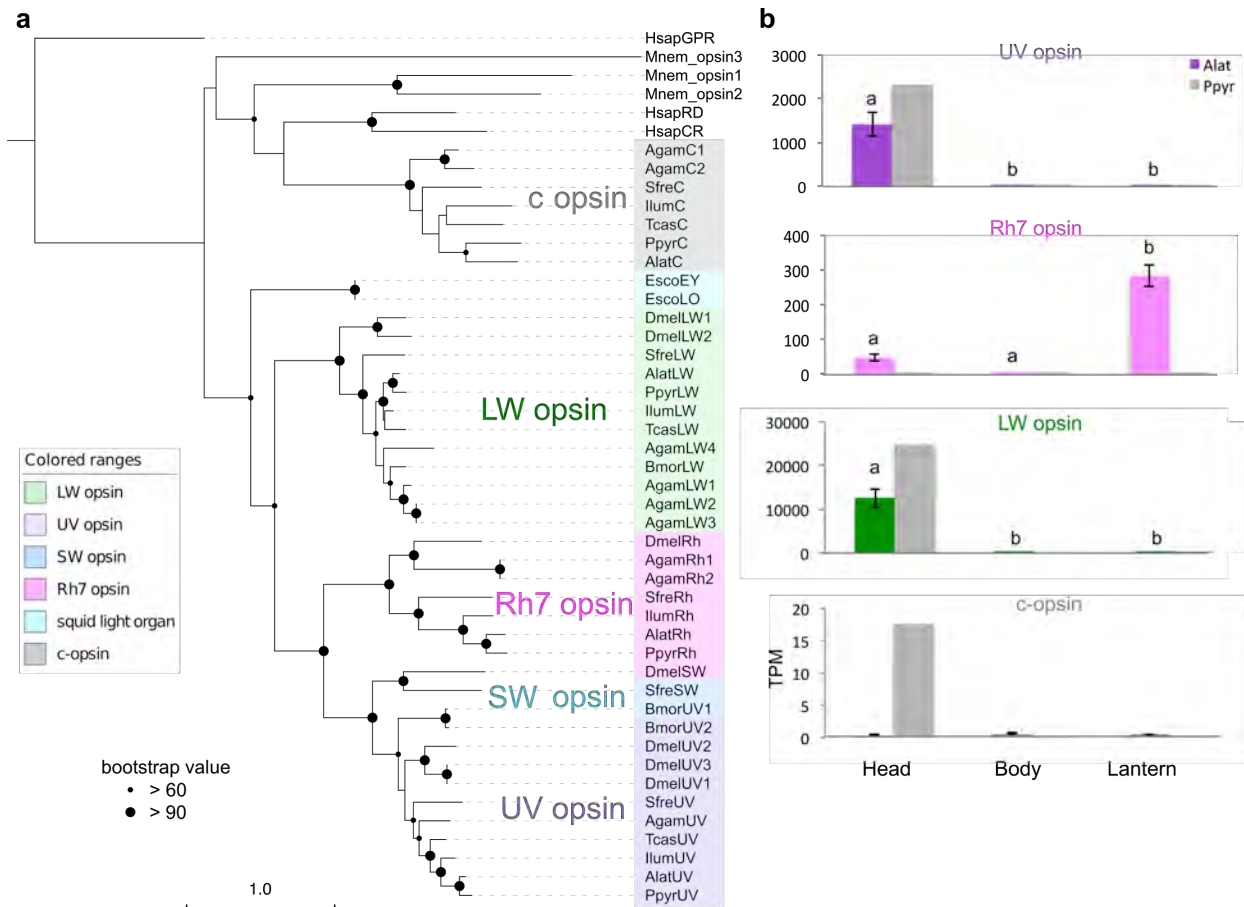 a
HsapGPR
Mnem_opsin3
Mnem_opsin1
Mnem_opsin2
HsapRD
HsapCR
AgamC1
AgamC2
SfreC
IlumC
TcasC
PpyrC
AlatC
c opsin
EscoEY
EscoLO
DmelLW1
DmelLW2
SfreLW
AlatLW
PpyrLW
IlumLW
TcasLW
AgamLW4
BmorLW
AgamLW1
AgamLW2
AgamLW3
LW opsin
DmelRh
AgamRh1
AgamRh2
SfreRh
IlumRh
AlatRh
PpyrRh
Rh7 opsin
DmelSW
SfreSW
BmorUV1
SW opsin
BmorUV2
DmelUV2
DmelUV3
DmelUV1
SfreUV
AgamUV
TcasUV
IlumUV
AlatUV
PpyrUV
UV opsin
Colored ranges
LW opsin
UV opsin
SW opsin
Rh7 opsin
squid light organ
c-opsin
bootstrap value
> 60
> 90
1.0
b
UV opsin
3000
2000
1000
0
a
b
b
Alat
Ppyr
Rh7 opsin
400
300
200
100
0
a
a
b
LW opsin
30000
20000
10000
0
a
b
b
c-opsin
20
15
10
5
0
TPM
Head Body Lantern